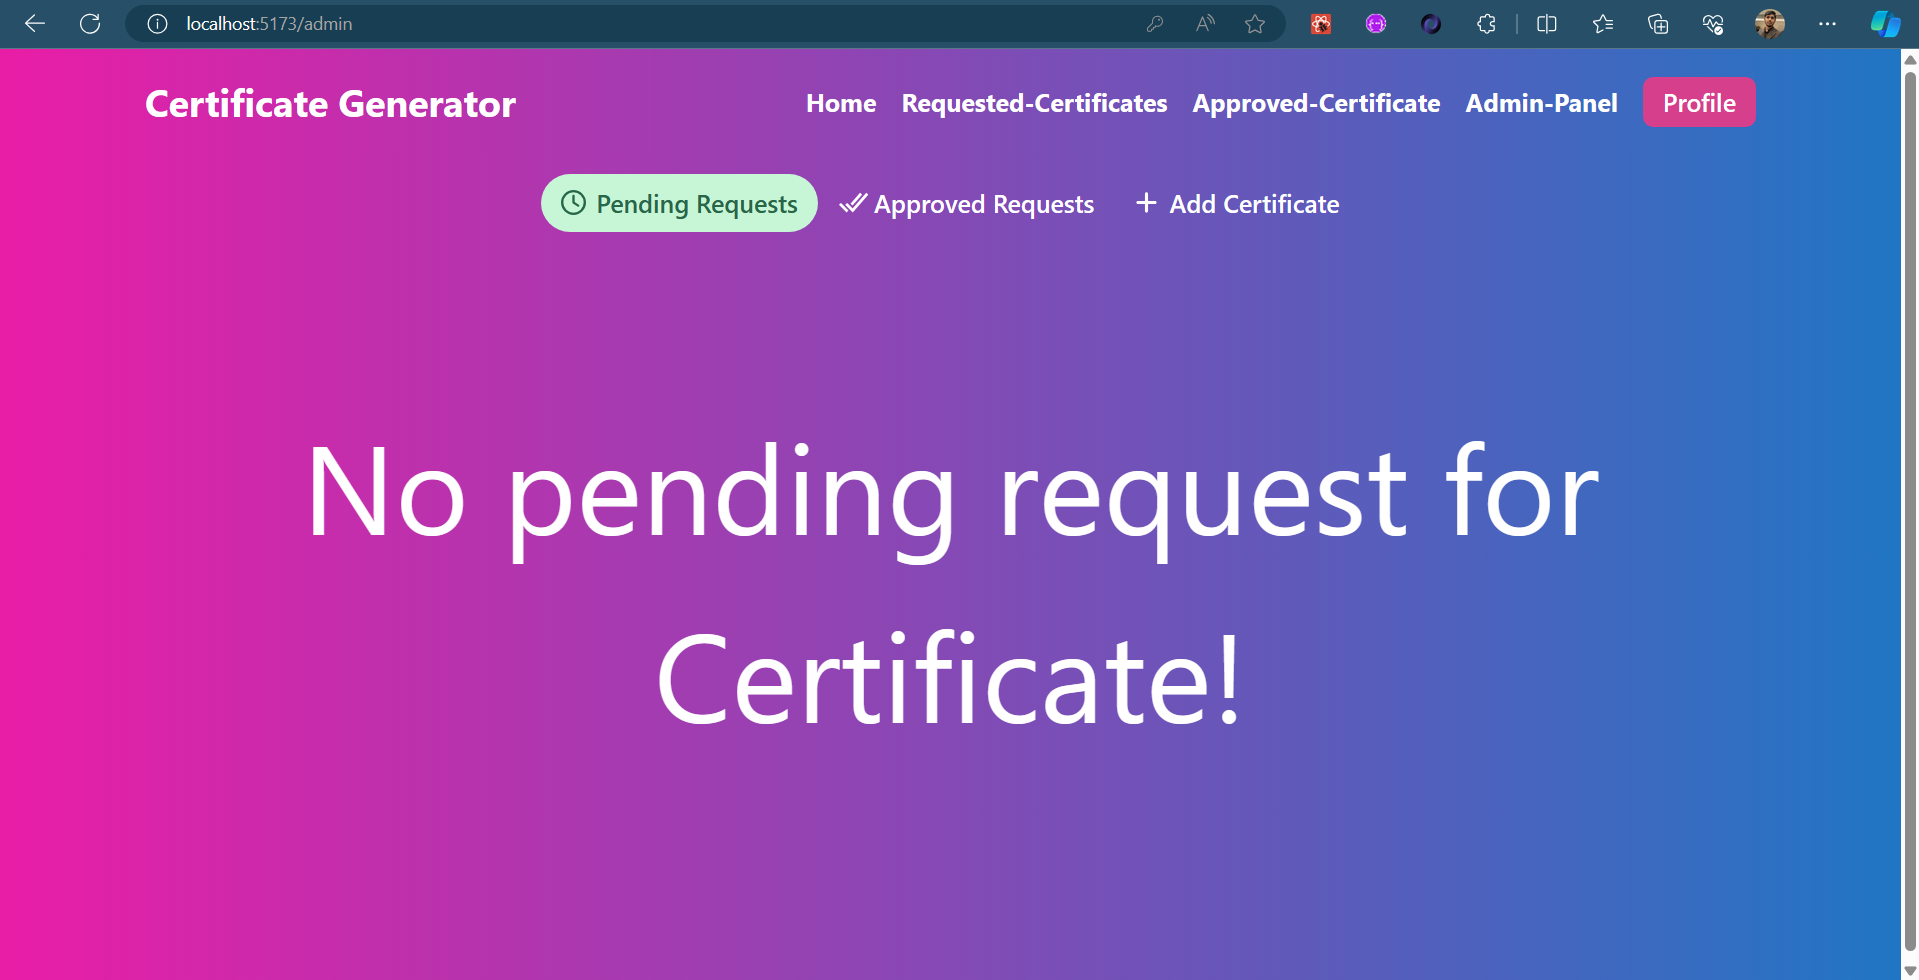 localhost:5173/admin
Certificate Generator
Home Requested-Certificates Approved-Certificate Admin-Panel Profile
Pending Requests Approved Requests + Add Certificate
No pending request for
Certificate!